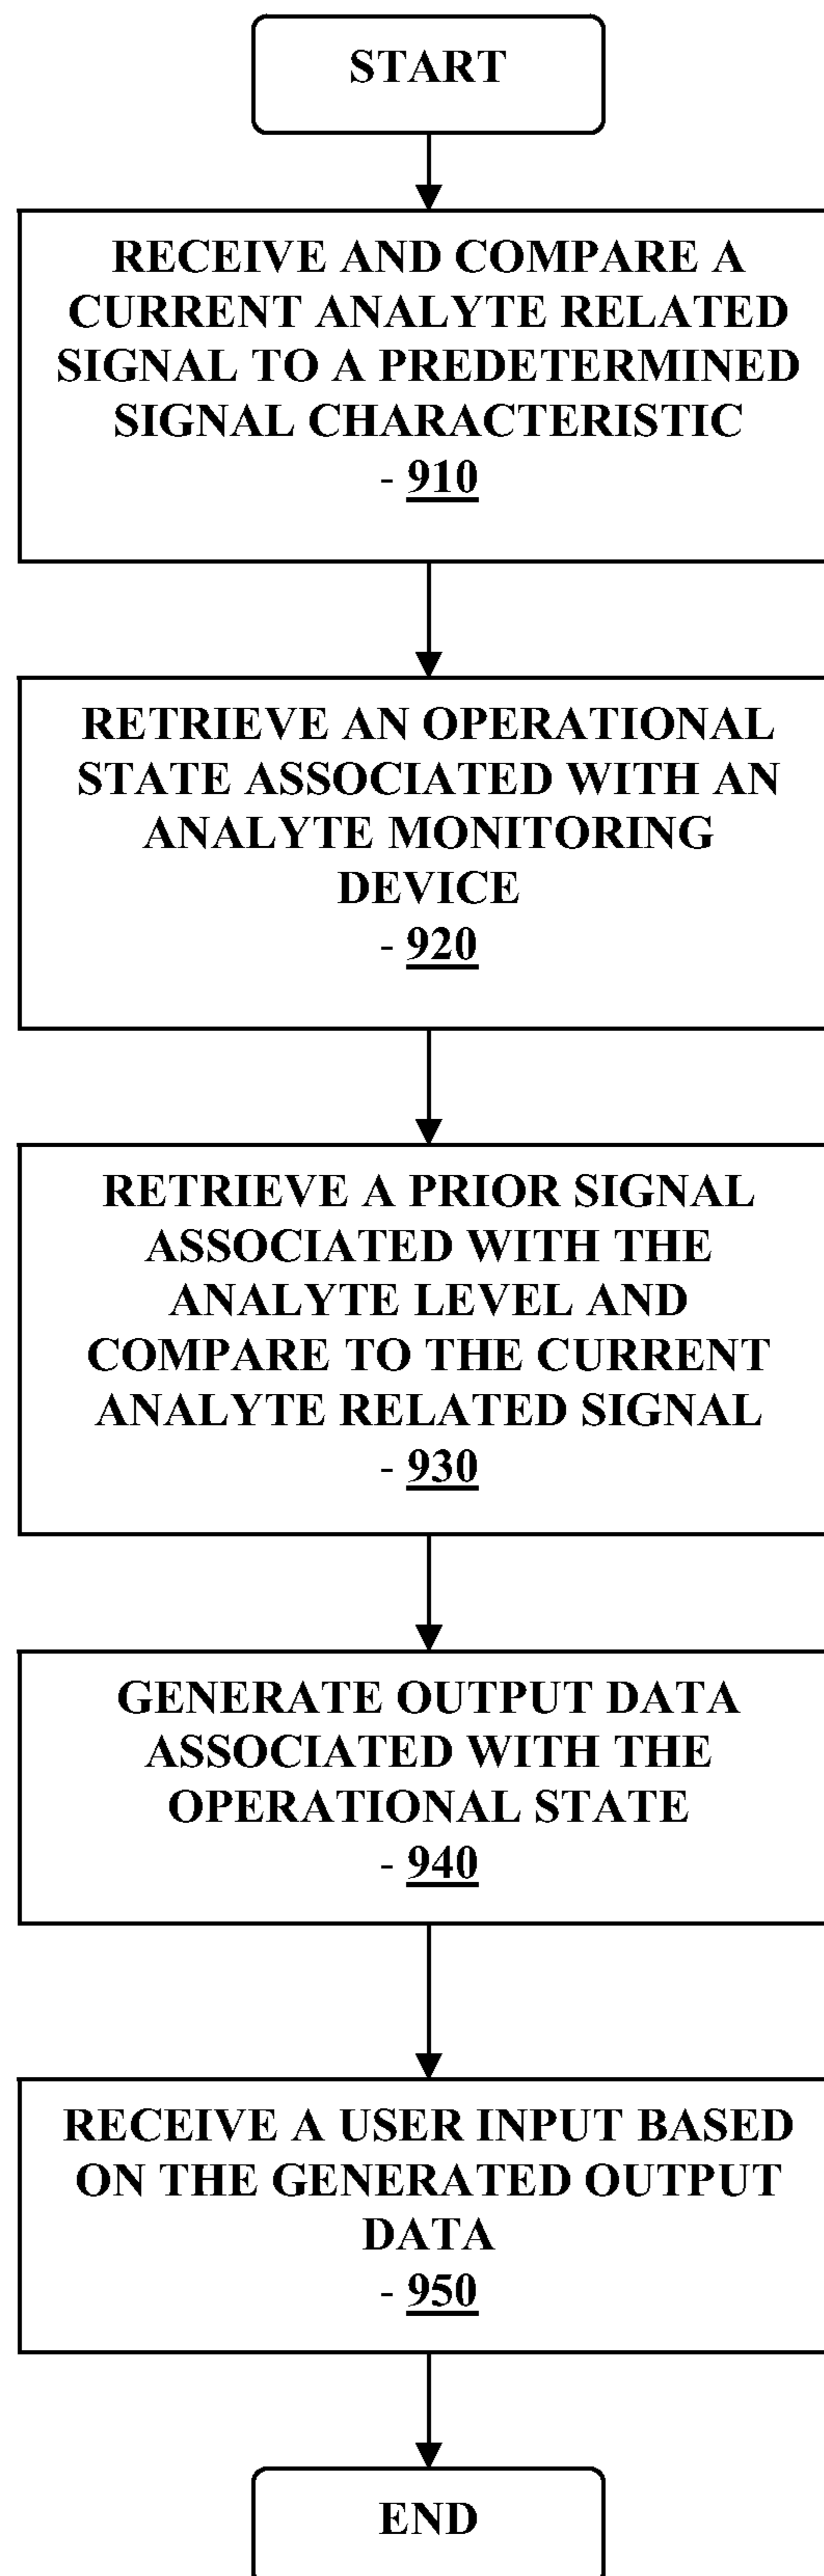 START
RECEIVE AND COMPARE A
CURRENT ANALYTE RELATED
SIGNAL TO A PREDETERMINED
SIGNAL CHARACTERISTIC
- 910
RETRIEVE AN OPERATIONAL
STATE ASSOCIATED WITH AN
ANALYTE MONITORING
DEVICE
- 920
RETRIEVE A PRIOR SIGNAL
ASSOCIATED WITH THE
ANALYTE LEVEL AND
COMPARE TO THE CURRENT
ANALYTE RELATED SIGNAL
- 930
GENERATE OUTPUT DATA
ASSOCIATED WITH THE
OPERATIONAL STATE
- 940
RECEIVE A USER INPUT BASED
ON THE GENERATED OUTPUT
DATA
- 950
END